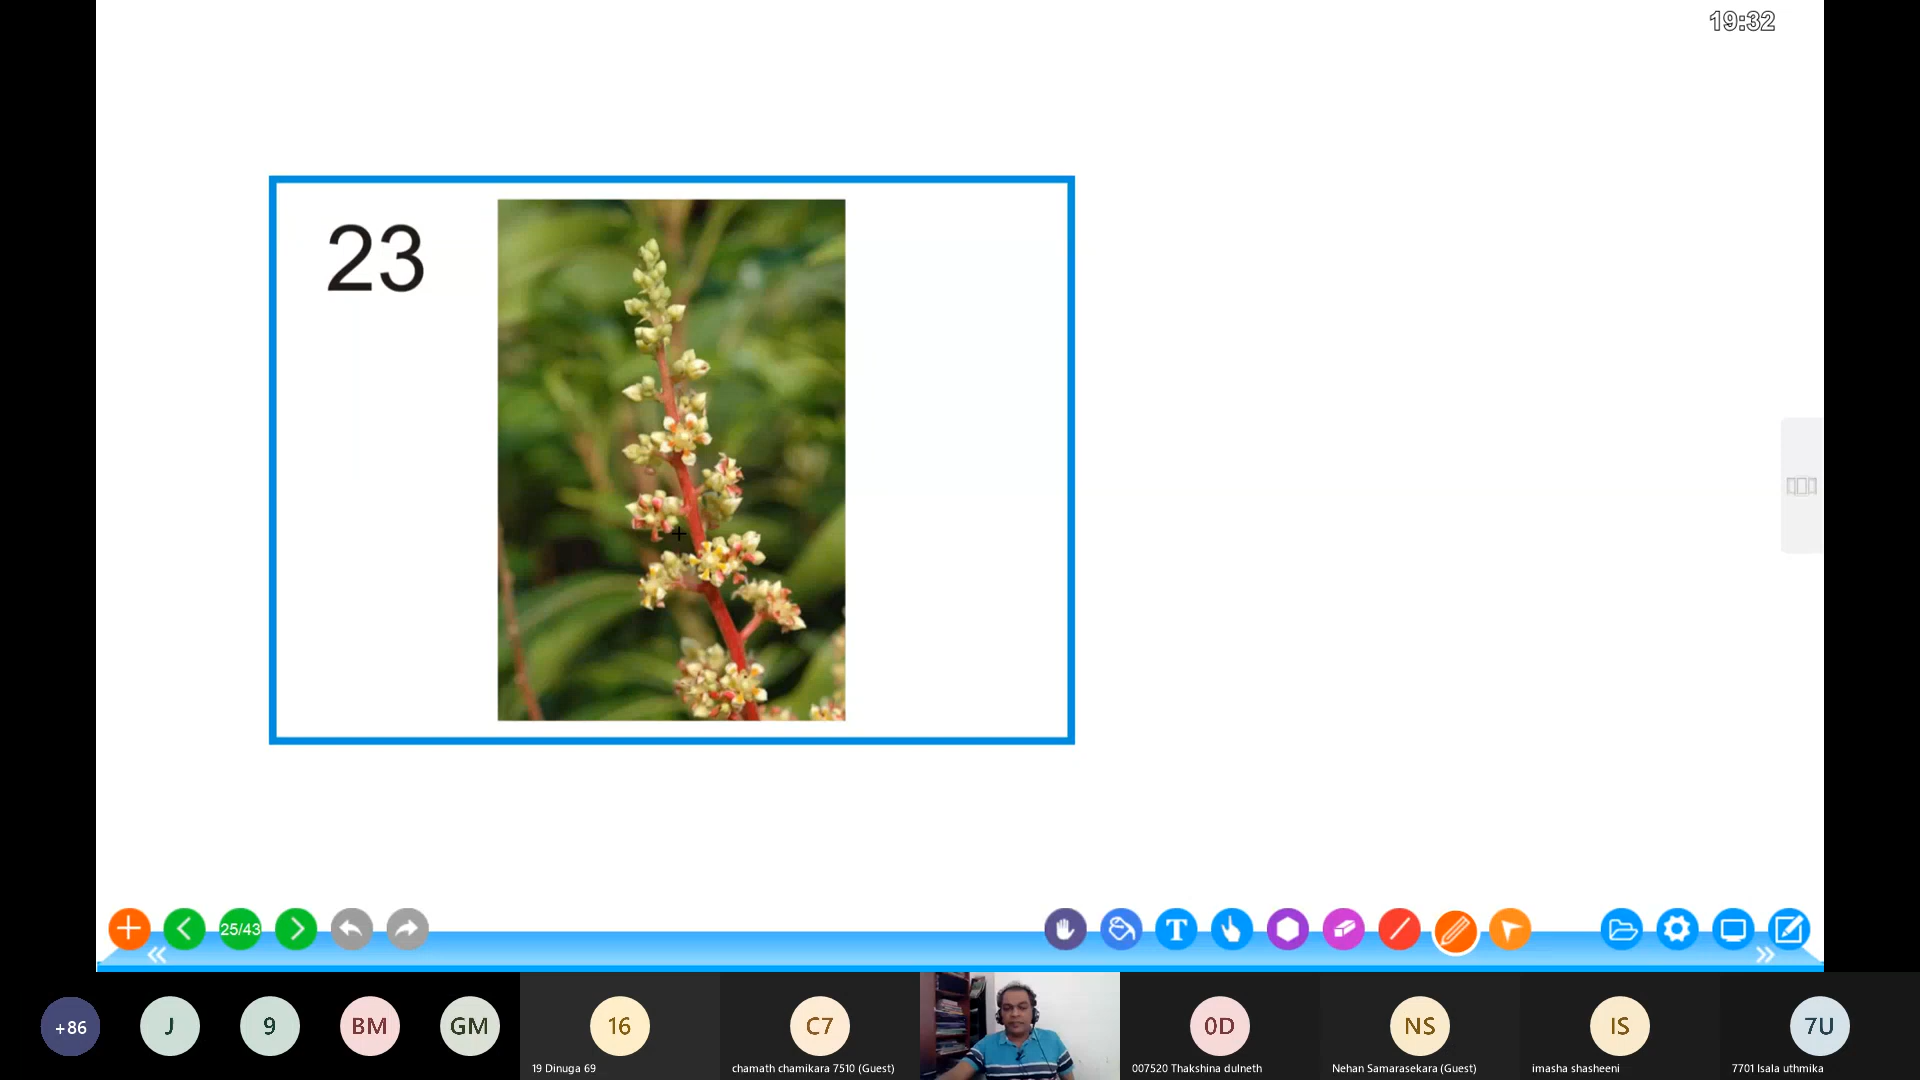 19:32
23
25/43
T
+86
J
9
BM
GM
16
C7
0D
NS
IS
7U
19 Dinuga 69
chamath chamikara 7510 (Guest)
007520 Thakshina dulneth
Nehan Samarasekara (Guest)
imasha shasheeni
7701 Isala uthmika